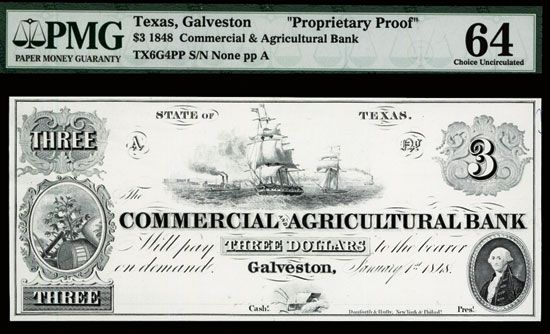 PMG
PAPER MONEY GUARANTY
Texas, Galveston "Proprietary Proof"
$3 1848 Commercial & Agricultural Bank
TX6G4PP S/N None pp A
64
Choice Uncirculated
STATE OF TEXAS.
THREE
A
No
3
The
COMMERCIAL AND AGRICULTURAL BANK
Will pay THREE DOLLARS to the bearer
on demand. Galveston, January 1st 1848.
THREE
Cash! Danforth & Hufty, New York & Philad! Pres!